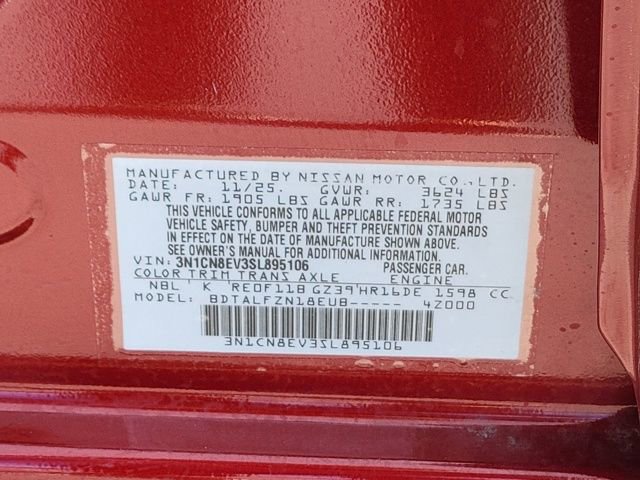 MANUFACTURED BY NISSAN MOTOR CO.,LTD.
DATE: 11/25. GVWR: 3624 LBS
GAWR FR: 1905 LBS GAWR RR: 1735 LBS
THIS VEHICLE CONFORMS TO ALL APPLICABLE FEDERAL MOTOR
VEHICLE SAFETY, BUMPER AND THEFT PREVENTION STANDARDS
IN EFFECT ON THE DATE OF MANUFACTURE SHOWN ABOVE.
SEE OWNER'S MANUAL FOR ADDITIONAL INFORMATION.
VIN: 3N1CN8EV3SL895106 PASSENGER CAR.
COLOR TRIM TRANS AXLE ENGINE
NBL ' K ' RE0F11B GZ39'HR16DE 1598 CC
MODEL: BDTALFZN18EUB----- 4Z000
3N1CN8EV3SL895106